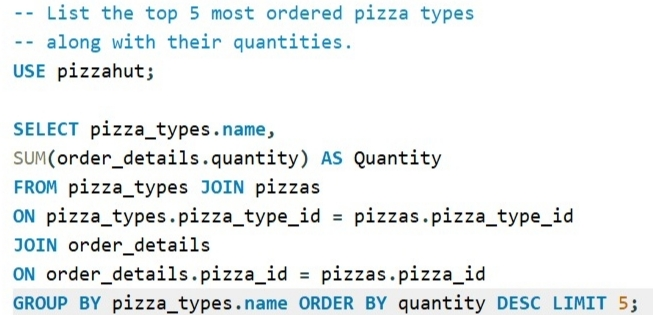 -- List the top 5 most ordered pizza types
-- along with their quantities.
USE pizzahut;
SELECT pizza_types.name,
SUM(order_details.quantity) AS Quantity
FROM pizza_types JOIN pizzas
ON pizza_types.pizza_type_id = pizzas.pizza_type_id
JOIN order_details
ON order_details.pizza_id = pizzas.pizza_id
GROUP BY pizza_types.name ORDER BY quantity DESC LIMIT 5;